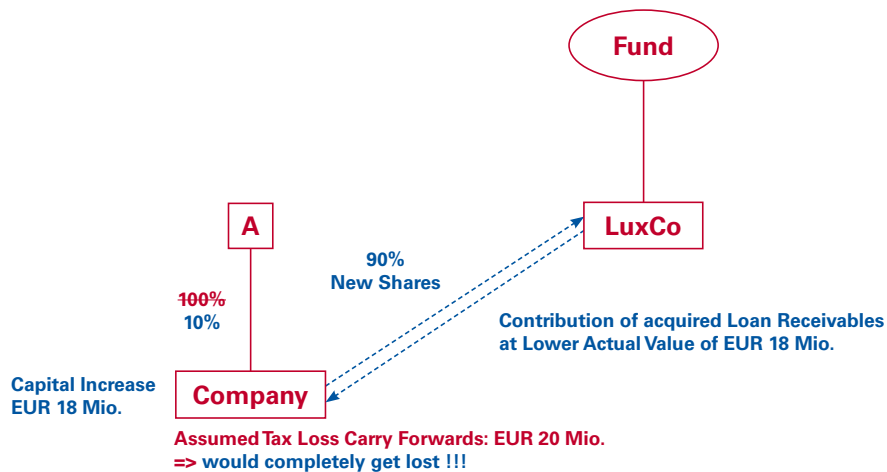 Fund
A
LuxCo
90%
New Shares
100%
10%
Contribution of acquired Loan Receivables
at Lower Actual Value of EUR 18 Mio.
Capital Increase
EUR 18 Mio.
Company
Assumed Tax Loss Carry Forwards: EUR 20 Mio.
=> would completely get lost !!!